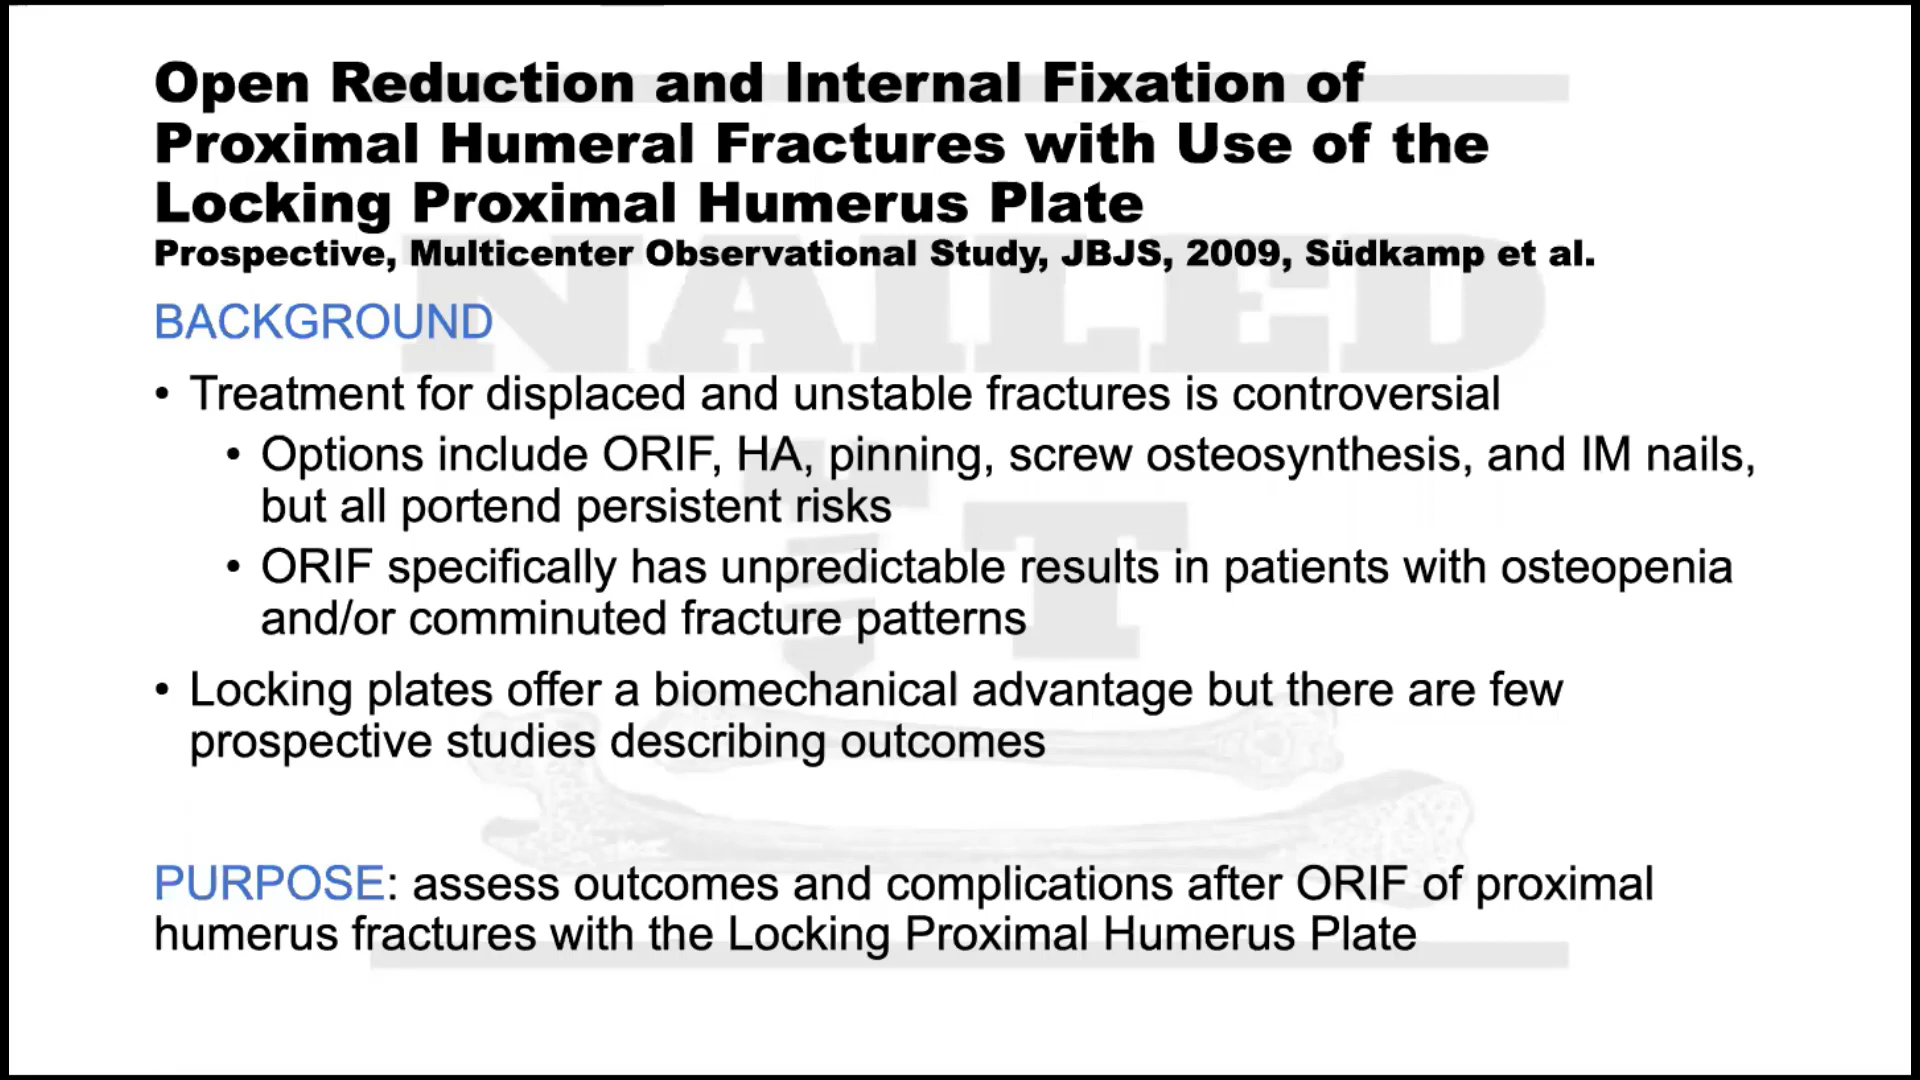 Open Reduction and Internal Fixation of
Proximal Humeral Fractures with Use of the
Locking Proximal Humerus Plate
Prospective, Multicenter Observational Study, JBJS, 2009, Südkamp et al.
BACKGROUND
• Treatment for displaced and unstable fractures is controversial
• Options include ORIF, HA, pinning, screw osteosynthesis, and IM nails,
but all portend persistent risks
• ORIF specifically has unpredictable results in patients with osteopenia
and/or comminuted fracture patterns
• Locking plates offer a biomechanical advantage but there are few
prospective studies describing outcomes
PURPOSE: assess outcomes and complications after ORIF of proximal
humerus fractures with the Locking Proximal Humerus Plate
NAILED
IT